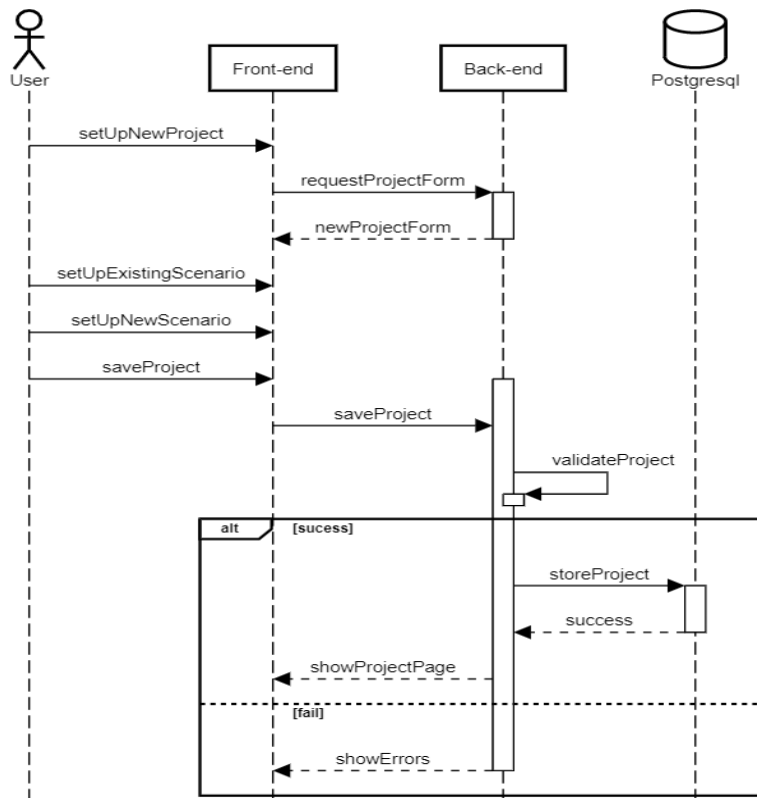 User
Front-end
Back-end
Postgresql
setUpNewProject
requestProjectForm
newProjectForm
setUpExistingScenario
setUpNewScenario
saveProject
saveProject
validateProject
alt [sucess]
storeProject
success
showProjectPage
[fail]
showErrors